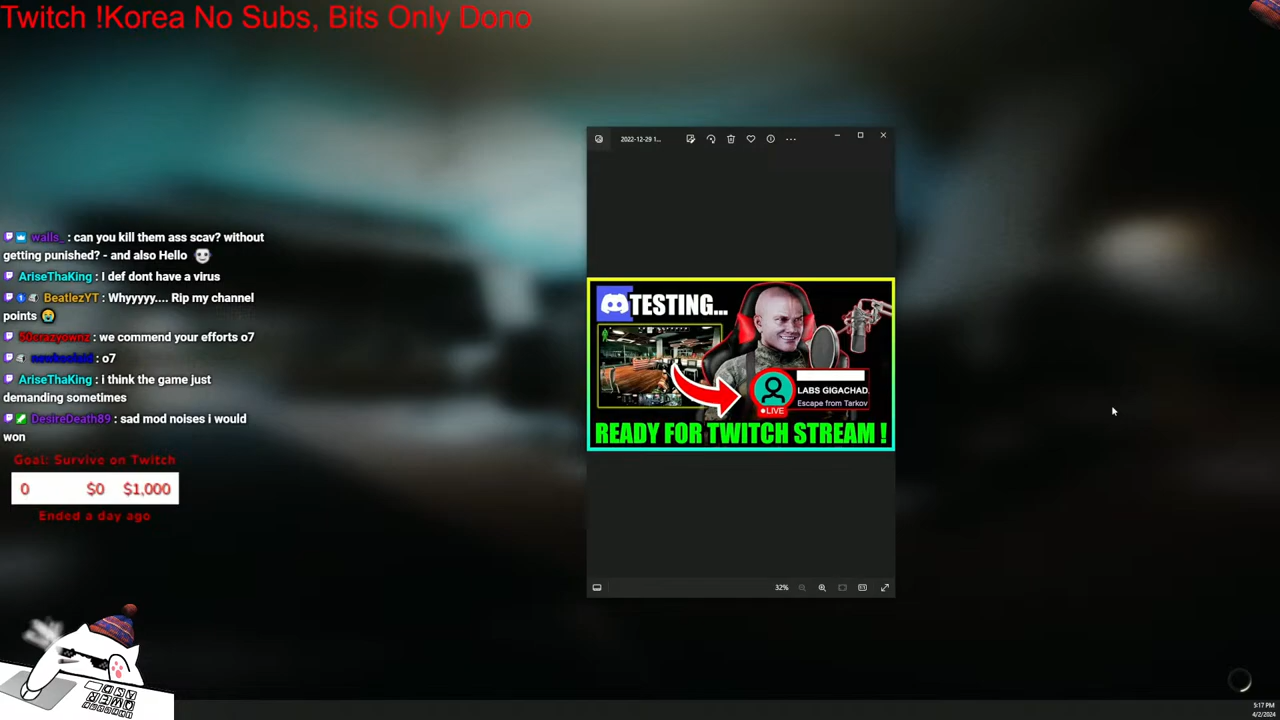 Twitch !Korea No Subs, Bits Only Dono
2022-12-29 1...
walls_ : can you kill them ass scav? without
getting punished? - and also Hello
AriseThaKing : I def dont have a virus
BeatlezYT : Whyyyyy.... Rip my channel
points
50crazyownz : we commend your efforts o7
: o7
AriseThaKing : i think the game just
demanding sometimes
DesireDeath89 : sad mod noises i would
won
Goal: Survive on Twitch
0 $0 $1,000
Ended a day ago
TESTING...
LABS GIGACHAD
Escape from Tarkov
LIVE
READY FOR TWITCH STREAM !
32%
5:17 PM
4/2/2024